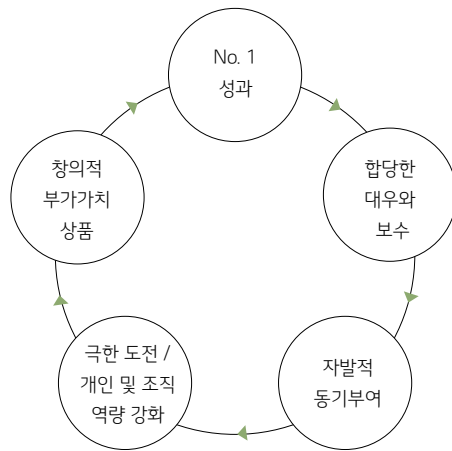 No. 1
성과
합당한
대우와
보수
자발적
동기부여
극한 도전 /
개인 및 조직
역량 강화
창의적
부가가치
상품